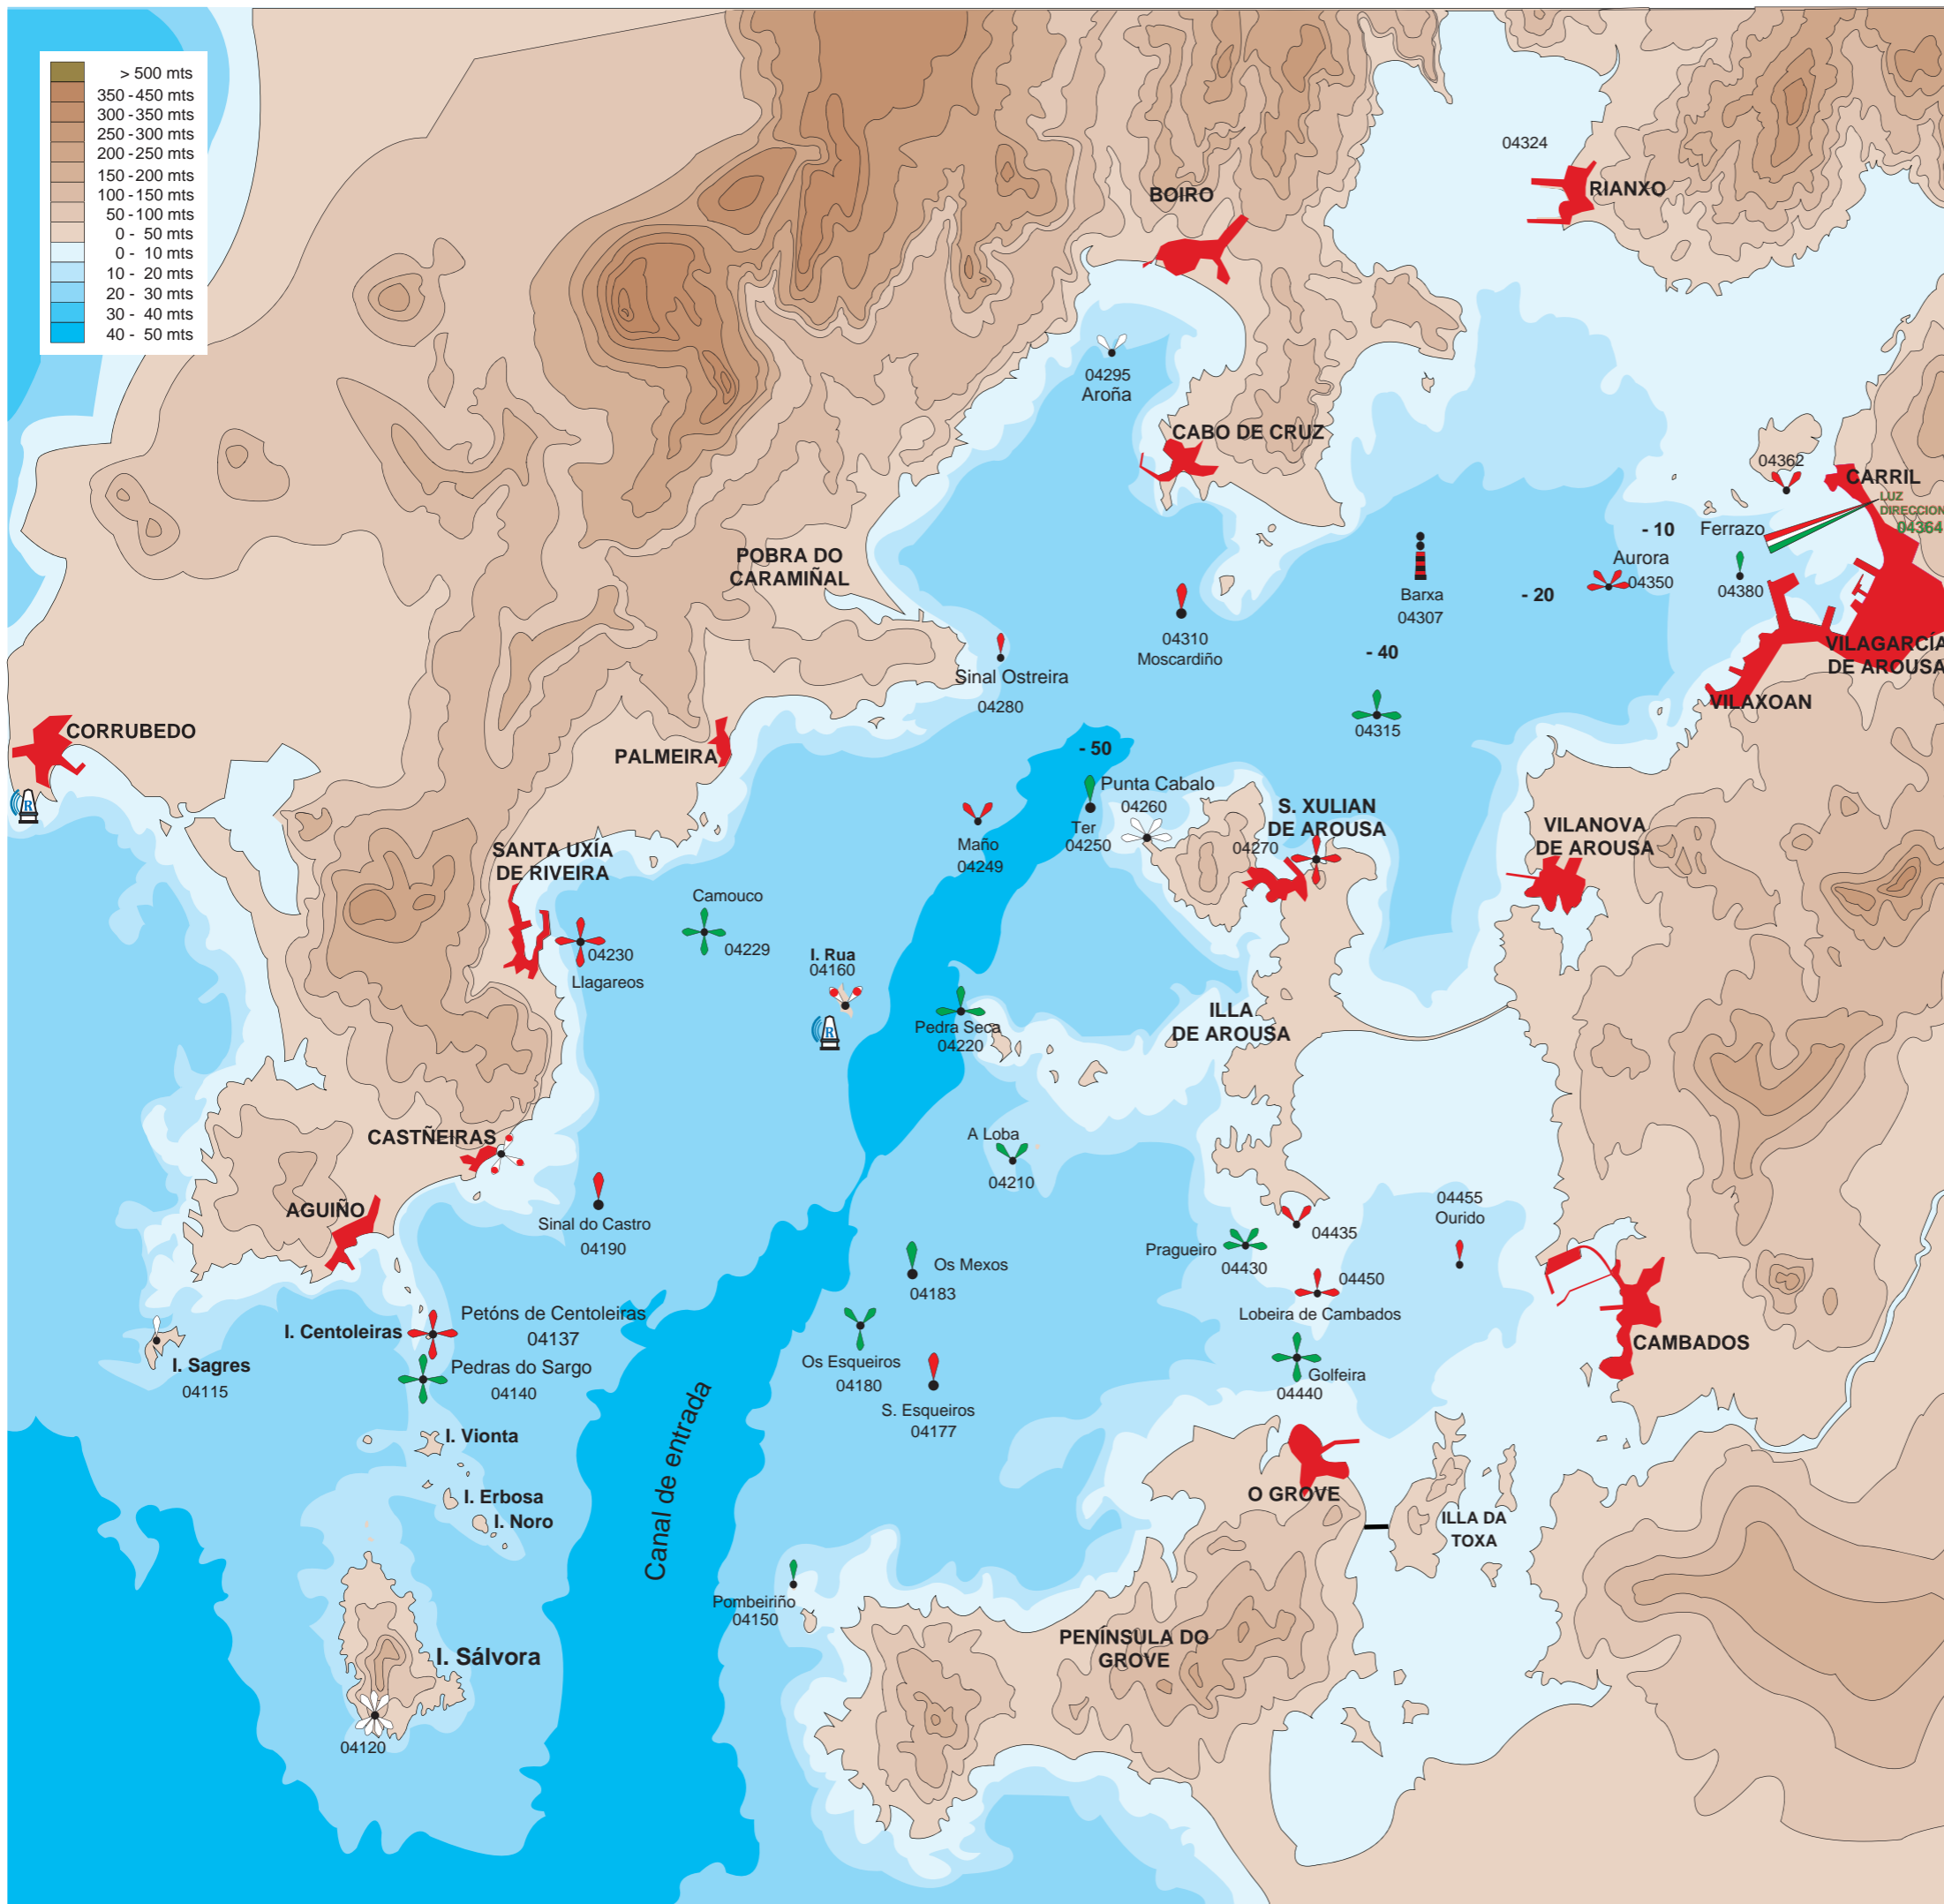 > 500 mts
350 - 450 mts
300 - 350 mts
250 - 300 mts
200 - 250 mts
150 - 200 mts
100 - 150 mts
50 - 100 mts
0 - 50 mts
0 - 10 mts
10 - 20 mts
20 - 30 mts
30 - 40 mts
40 - 50 mts
04324
RIANXO
BOIRO
04295
Aroña
CABO DE CRUZ
04362
CARRIL
LUZ
DIRECCION
04364
- 10
Ferrazo
Aurora
04350
04380
POBRA DO
CARAMIÑAL
Barxa
04307
- 20
04310
Moscardiño
- 40
VILAGARCÍA
DE AROUSA
Sinal Ostreira
04280
04315
VILAXOAN
CORRUBEDO
R
PALMEIRA
- 50
Punta Cabalo
04260
Ter
04250
Maño
04249
S. XULIAN
DE AROUSA
04270
VILANOVA
DE AROUSA
SANTA UXÍA
DE RIVEIRA
Camouco
04229
04230
Llagareos
I. Rua
04160
R
Pedra Seca
04220
ILLA
DE AROUSA
CASTÑEIRAS
A Loba
04210
AGUIÑO
Sinal do Castro
04190
04455
Ourido
04435
Pragueiro
04430
Os Mexos
04183
04450
Lobeira de Cambados
Petóns de Centoleiras
04137
I. Centoleiras
Pedras do Sargo
04140
I. Sagres
04115
Os Esqueiros
04180
S. Esqueiros
04177
Golfeira
04440
CAMBADOS
Canal de entrada
I. Vionta
I. Erbosa
I. Noro
O GROVE
ILLA DA
TOXA
Pombeiriño
04150
PENÍNSULA DO
GROVE
I. Sálvora
04120